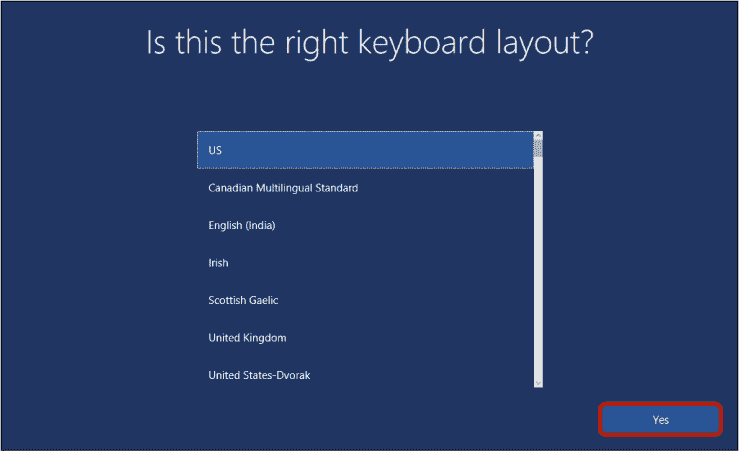 Is this the right keyboard layout?
US
Canadian Multilingual Standard
English (India)
Irish
Scottish Gaelic
United Kingdom
United States-Dvorak
Yes